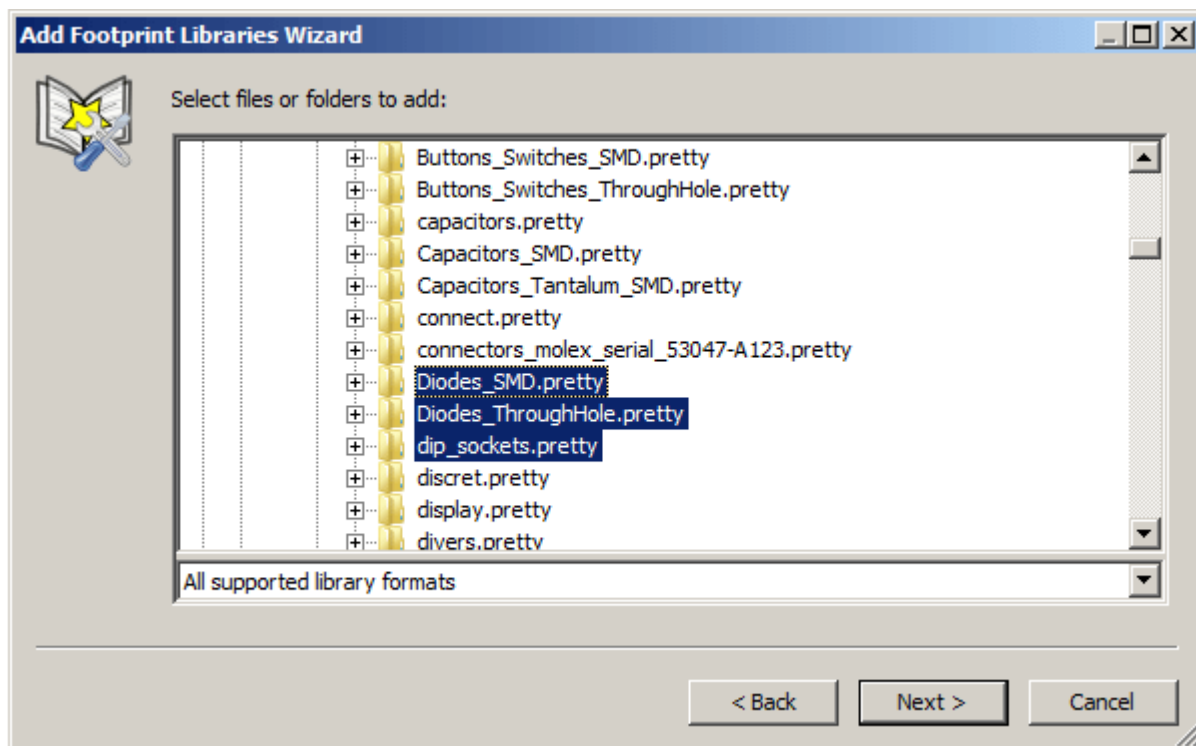 Add Footprint Libraries Wizard
Select files or folders to add:
Buttons_Switches_SMD.pretty
Buttons_Switches_ThroughHole.pretty
capacitors.pretty
Capacitors_SMD.pretty
Capacitors_Tantalum_SMD.pretty
connect.pretty
connectors_molex_serial_53047-A123.pretty
Diodes_SMD.pretty
Diodes_ThroughHole.pretty
dip_sockets.pretty
discret.pretty
display.pretty
divers.pretty
All supported library formats
< Back Next > Cancel